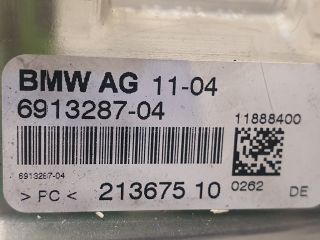 BMW AG 11-04
6913287-04
11888400
6913287-04
> PC < 213675 10
0262 DE